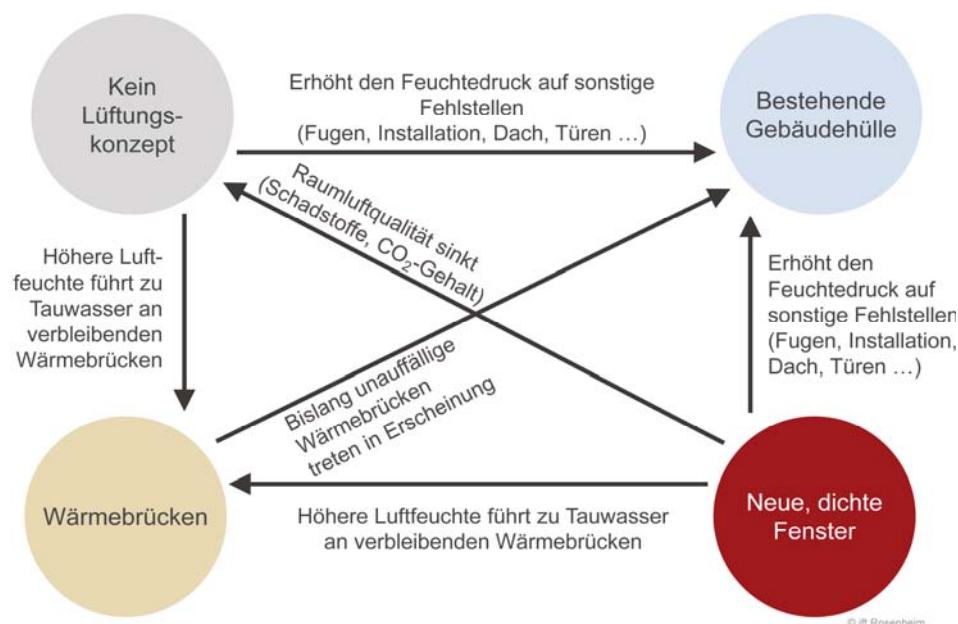 Kein
Lüftungs-
konzept
Erhöht den Feuchtedruck auf sonstige
Fehlstellen
(Fugen, Installation, Dach, Türen …)
Bestehende
Gebäudehülle
Raumluftqualität sinkt
(Schadstoffe, CO₂-Gehalt)
Höhere Luft-
feuchte führt zu
Tauwasser an
verbleibenden
Wärmebrücken
Erhöht den
Feuchtedruck auf
sonstige Fehlstellen
(Fugen, Installation,
Dach, Türen …)
Bislang unauffällige
Wärmebrücken
treten in Erscheinung
Wärmebrücken
Höhere Luftfeuchte führt zu Tauwasser
an verbleibenden Wärmebrücken
Neue, dichte
Fenster
© ift Rosenheim